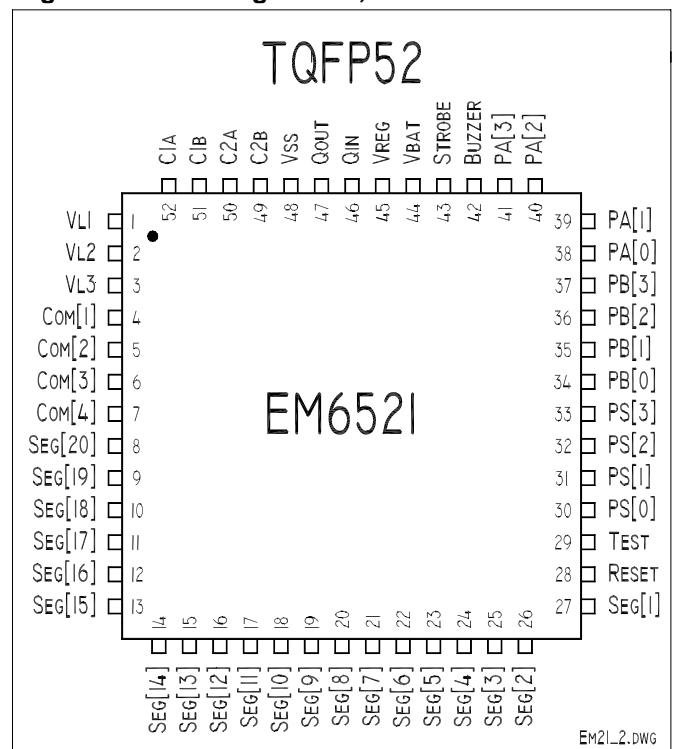 TQFP52
C1A C1B C2A C2B VSS QOUT QIN VREG VBAT STROBE BUZZER PA[3] PA[2]
52 51 50 49 48 47 46 45 44 43 42 41 40
VL1 1 39 PA[1]
VL2 2 38 PA[0]
VL3 3 37 PB[3]
COM[1] 4 36 PB[2]
COM[2] 5 35 PB[1]
COM[3] 6 34 PB[0]
COM[4] 7 EM6521 33 PS[3]
SEG[20] 8 32 PS[2]
SEG[19] 9 31 PS[1]
SEG[18] 10 30 PS[0]
SEG[17] 11 29 TEST
SEG[16] 12 28 RESET
SEG[15] 13 27 SEG[1]
14 15 16 17 18 19 20 21 22 23 24 25 26
SEG[14] SEG[13] SEG[12] SEG[11] SEG[10] SEG[9] SEG[8] SEG[7] SEG[6] SEG[5] SEG[4] SEG[3] SEG[2]
EM21_2.DWG